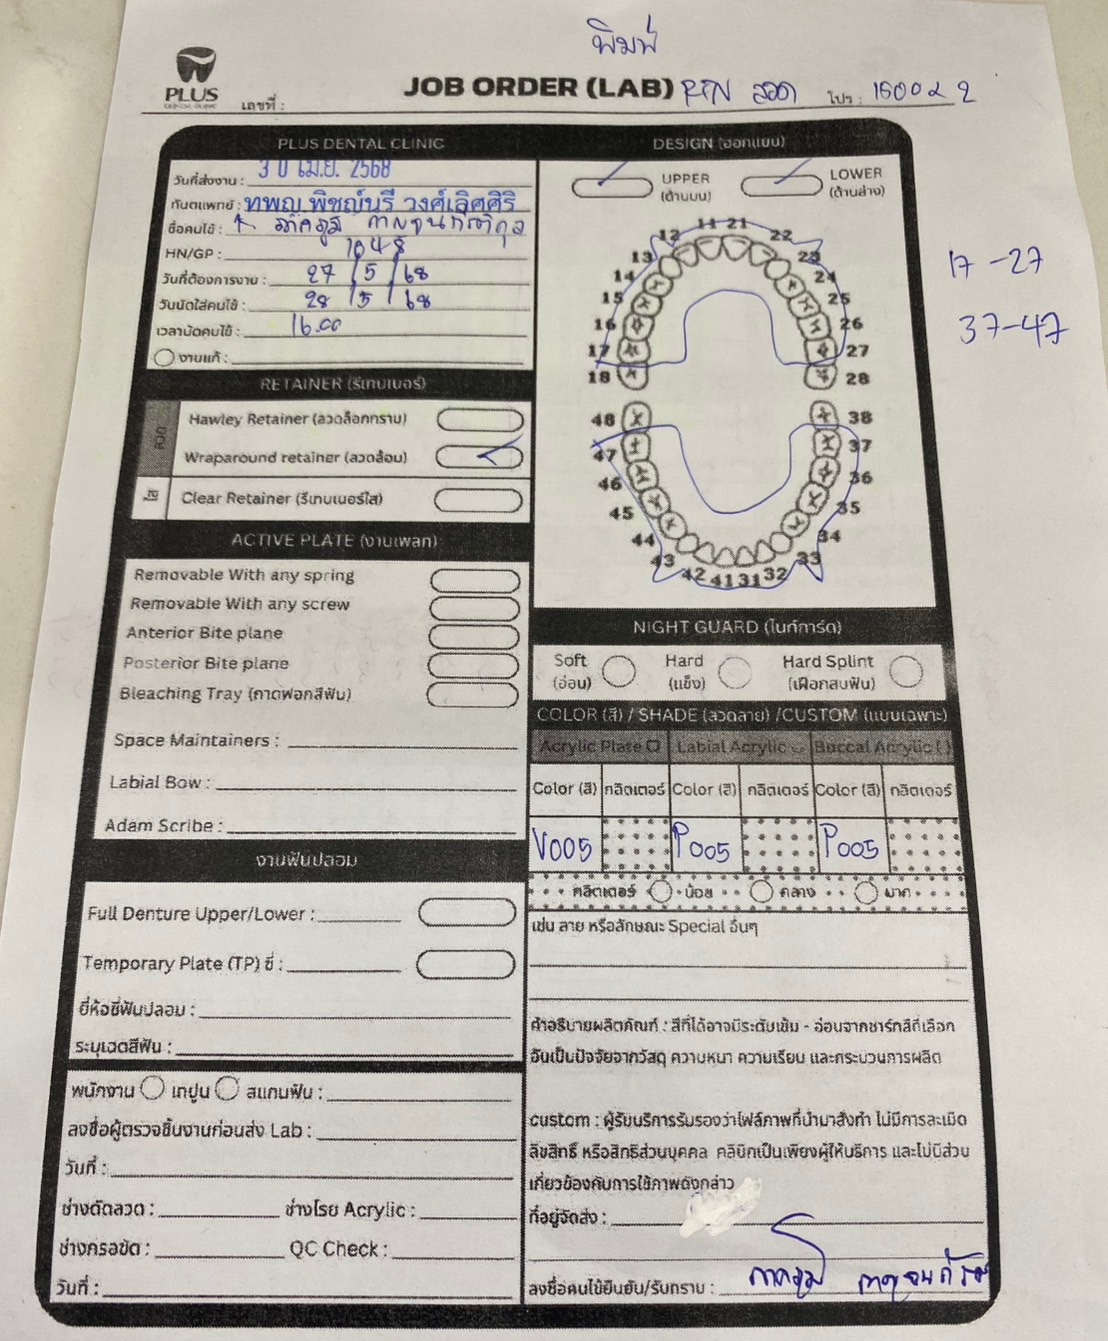 พิมพ์
PLUS
DENTAL CLINIC
เลขที่ :
JOB ORDER (LAB) RTN ลวด โปร : 1500 x 2
PLUS DENTAL CLINIC
วันที่ส่งงาน : 30 เม.ย. 2568
ทันตแพทย์ : ทพญ.พิชญ์นรี วงศ์เลิศศิริ
ชื่อคนไข้ :
HN/GP : 1048
วันที่ต้องการงาน : 27/5/68
วันนัดใส่คนไข้ : 28/5/68
เวลานัดคนไข้ : 16.00
งานแก้ :
RETAINER (รีเทนเนอร์)
ลวด
Hawley Retainer (ลวดล็อกกราม)
Wraparound retainer (ลวดล้อม)
ใส
Clear Retainer (รีเทนเนอร์ใส)
ACTIVE PLATE (งานเพลท)
Removable With any spring
Removable With any screw
Anterior Bite plane
Posterior Bite plane
Bleaching Tray (ถาดฟอกสีฟัน)
Space Maintainers :
Labial Bow :
Adam Scribe :
งานฟันปลอม
Full Denture Upper/Lower :
Temporary Plate (TP) ซี่ :
ยี่ห้อซี่ฟันปลอม :
ระบุเฉดสีฟัน :
พนักงาน เทปูน สแกนฟัน :
ลงชื่อผู้ตรวจชิ้นงานก่อนส่ง Lab :
วันที่ :
ช่างดัดลวด : ช่างโรย Acrylic :
ช่างกรอขัด : QC Check :
วันที่ :
DESIGN (ออกแบบ)
UPPER (ด้านบน)
LOWER (ด้านล่าง)
11 21
12 22
13 23
14 24
15 25
16 26
17 27
18 28
48 38
47 37
46 36
45 35
44 34
43 33
42 41 31 32
17-27
37-47
NIGHT GUARD (ไนท์การ์ด)
Soft (อ่อน)
Hard (แข็ง)
Hard Splint (เฝือกสบฟัน)
COLOR (สี) / SHADE (ลวดลาย) /CUSTOM (แบบเฉพาะ)
Acrylic Plate Labial Acrylic Buccal Acrylic ( )
Color (สี) กลิตเตอร์ Color (สี) กลิตเตอร์ Color (สี) กลิตเตอร์
V005 P005 P005
กลิตเตอร์ น้อย กลาง มาก
เช่น ลาย หรือลักษณะ Special อื่นๆ
คำอธิบายผลิตภัณฑ์ : สีที่ได้อาจมีระดับเข้ม - อ่อนจากชาร์ทสีที่เลือก
อันเป็นปัจจัยจากวัสดุ ความหนา ความเรียบ และกระบวนการผลิต
custom : ผู้รับบริการรับรองว่าไฟล์ภาพที่นำมาสั่งทำ ไม่มีการละเมิด
ลิขสิทธิ์ หรือสิทธิส่วนบุคคล คลินิกเป็นเพียงผู้ให้บริการ และไม่มีส่วน
เกี่ยวข้องกับการใช้ภาพดังกล่าว
ที่อยู่จัดส่ง :
ลงชื่อคนไข้ยืนยัน/รับทราบ :